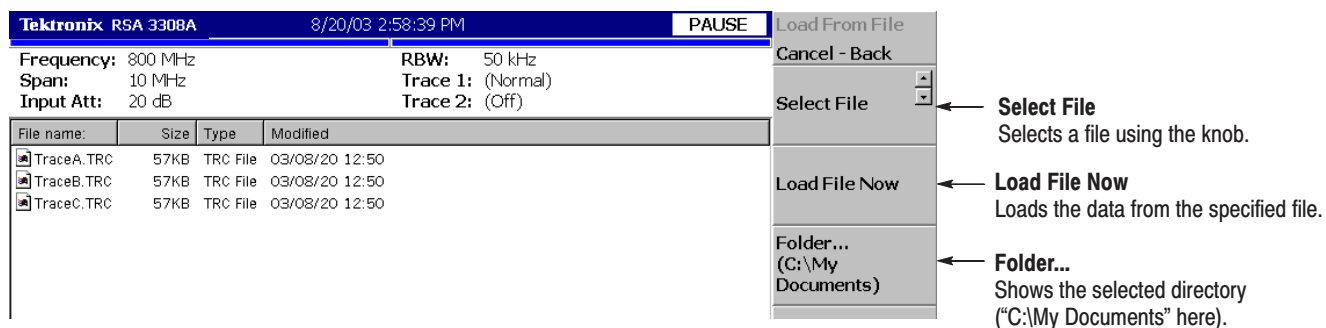 Tektronix RSA 3308A 8/20/03 2:58:39 PM PAUSE
Load From File
Cancel - Back
Frequency: 800 MHz RBW: 50 kHz
Span: 10 MHz Trace 1: (Normal)
Input Att: 20 dB Trace 2: (Off)
File name: Size Type Modified
TraceA.TRC 57KB TRC File 03/08/20 12:50
TraceB.TRC 57KB TRC File 03/08/20 12:50
TraceC.TRC 57KB TRC File 03/08/20 12:50
Select File
Load File Now
Folder...
(C:\My
Documents)
Select File
Selects a file using the knob.
Load File Now
Loads the data from the specified file.
Folder...
Shows the selected directory
(“C:\My Documents” here).